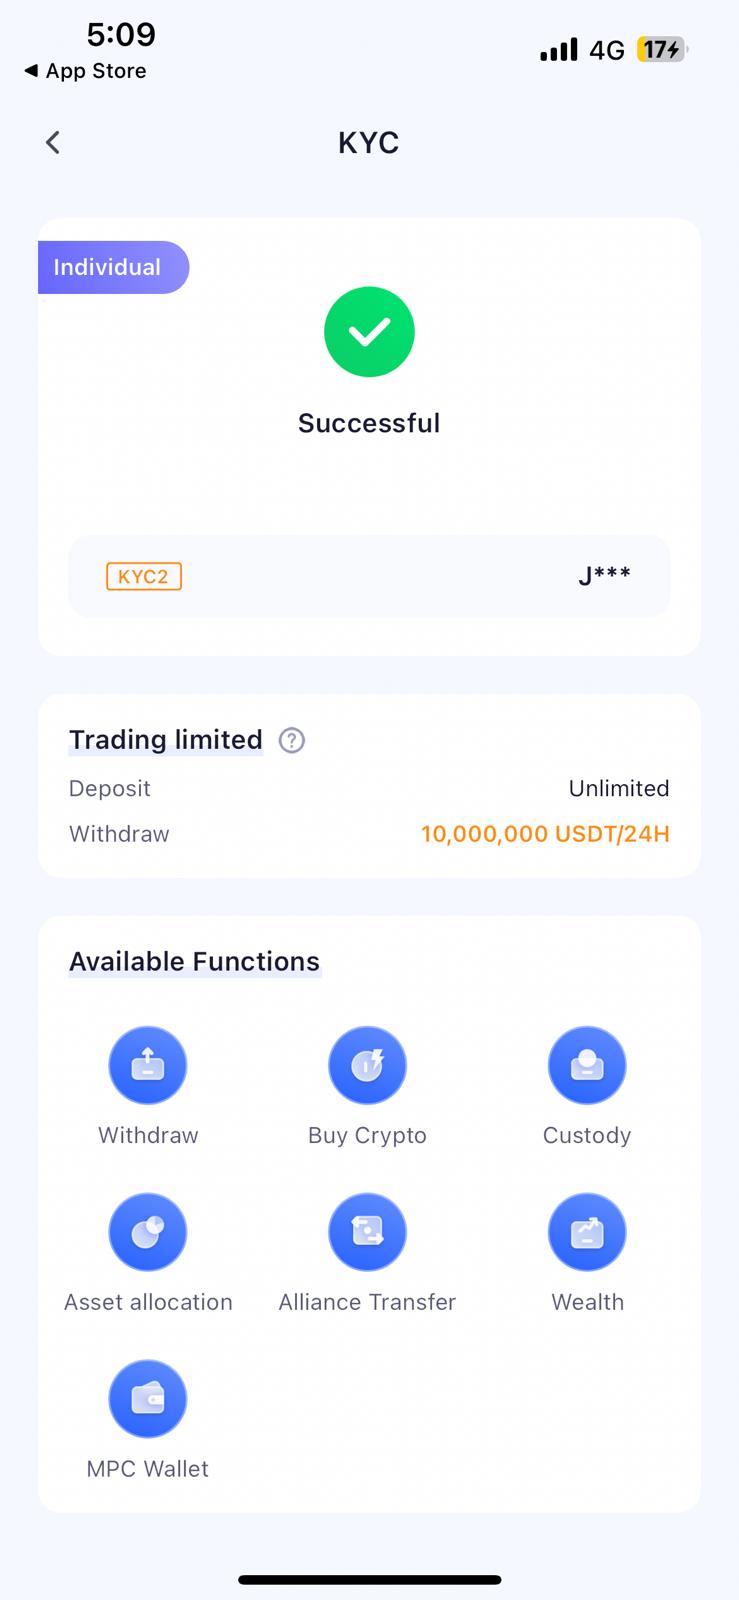 5:09
4G 17
◀ App Store
KYC
Individual
Successful
KYC2 J***
Trading limited ?
Deposit Unlimited
Withdraw 10,000,000 USDT/24H
Available Functions
Withdraw Buy Crypto Custody
Asset allocation Alliance Transfer Wealth
MPC Wallet